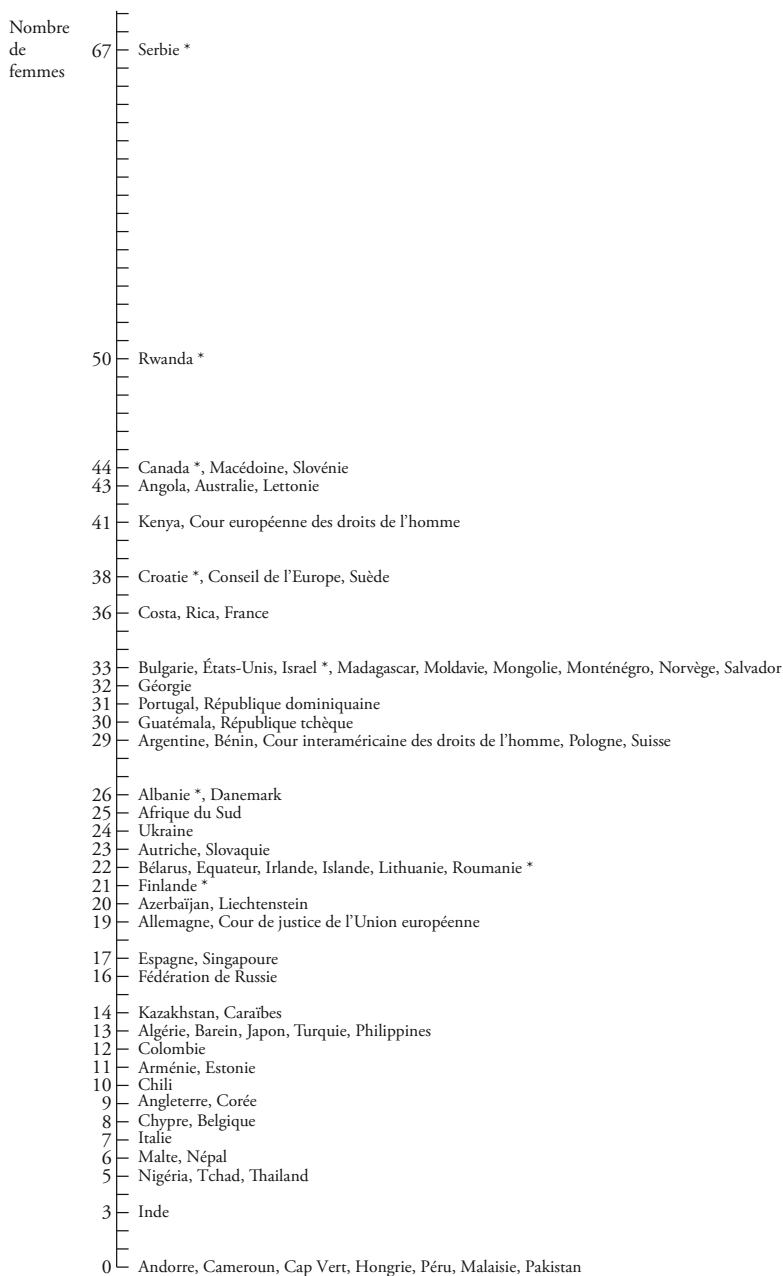 Nombre
de
femmes
67 Serbie *
50 Rwanda *
44 Canada *, Macédoine, Slovénie
43 Angola, Australie, Lettonie
41 Kenya, Cour européenne des droits de l’homme
38 Croatie *, Conseil de l’Europe, Suède
36 Costa, Rica, France
33 Bulgarie, États-Unis, Israel *, Madagascar, Moldavie, Mongolie, Monténégro, Norvège, Salvador
32 Géorgie
31 Portugal, République dominiquaine
30 Guatémala, République tchèque
29 Argentine, Bénin, Cour interaméricaine des droits de l’homme, Pologne, Suisse
26 Albanie *, Danemark
25 Afrique du Sud
24 Ukraine
23 Autriche, Slovaquie
22 Bélarus, Equateur, Irlande, Islande, Lithuanie, Roumanie *
21 Finlande *
20 Azerbaïjan, Liechtenstein
19 Allemagne, Cour de justice de l’Union européenne
17 Espagne, Singapoure
16 Fédération de Russie
14 Kazakhstan, Caraïbes
13 Algérie, Barein, Japon, Turquie, Philippines
12 Colombie
11 Arménie, Estonie
10 Chili
9 Angleterre, Corée
8 Chypre, Belgique
7 Italie
6 Malte, Népal
5 Nigéria, Tchad, Thailand
3 Inde
0 Andorre, Cameroun, Cap Vert, Hongrie, Péru, Malaisie, Pakistan